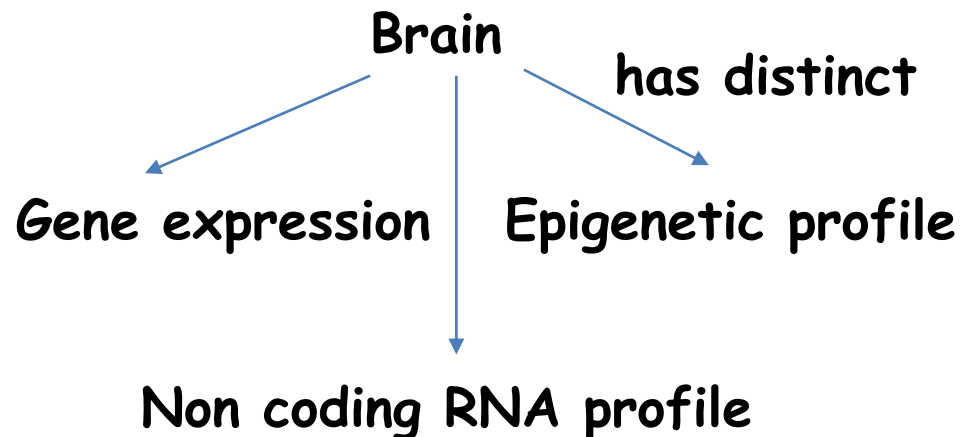 Brain
has distinct
Gene expression
Epigenetic profile
Non coding RNA profile